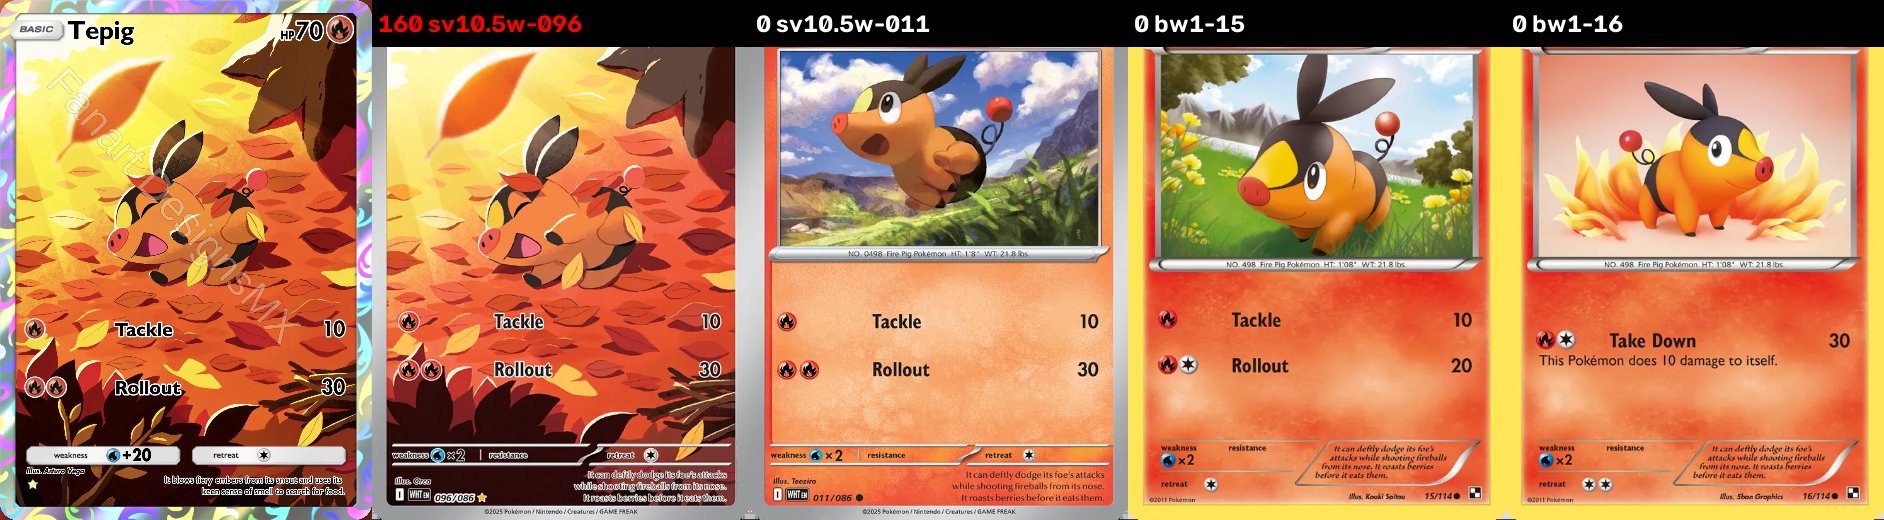 BASIC Tepig HP70
FanartDesignsMX
Tackle 10
Rollout 30
weakness +20 retreat
Illus. Arturo Vega
It blows fiery embers from its snout and uses its
keen sense of smell to search for food.
160 sv10.5w-096
Tackle 10
Rollout 30
weakness ×2 resistance retreat
Illus. Orca
I WHT EN 096/086
It can deftly dodge its foe's attacks
while shooting fireballs from its nose.
It roasts berries before it eats them.
©2025 Pokémon / Nintendo / Creatures / GAME FREAK
0 sv10.5w-011
NO. 0498 Fire Pig Pokémon HT: 1'8" WT: 21.8 lbs.
Tackle 10
Rollout 30
weakness ×2 resistance retreat
Illus. Teeziro
I WHT EN 011/086
It can deftly dodge its foe's attacks
while shooting fireballs from its nose.
It roasts berries before it eats them.
©2025 Pokémon / Nintendo / Creatures / GAME FREAK
0 bw1-15
NO. 498 Fire Pig Pokémon HT: 1'08" WT: 21.8 lbs.
Tackle 10
Rollout 20
weakness resistance
×2
retreat
It can deftly dodge its foe's
attacks while shooting fireballs
from its nose. It roasts berries
before it eats them.
©2011 Pokémon
Illus. Kouki Saitou 15/114
0 bw1-16
NO. 498 Fire Pig Pokémon HT: 1'08" WT: 21.8 lbs.
Take Down 30
This Pokémon does 10 damage to itself.
weakness resistance
×2
retreat
It can deftly dodge its foe's
attacks while shooting fireballs
from its nose. It roasts berries
before it eats them.
©2011 Pokémon
Illus. 5ban Graphics 16/114